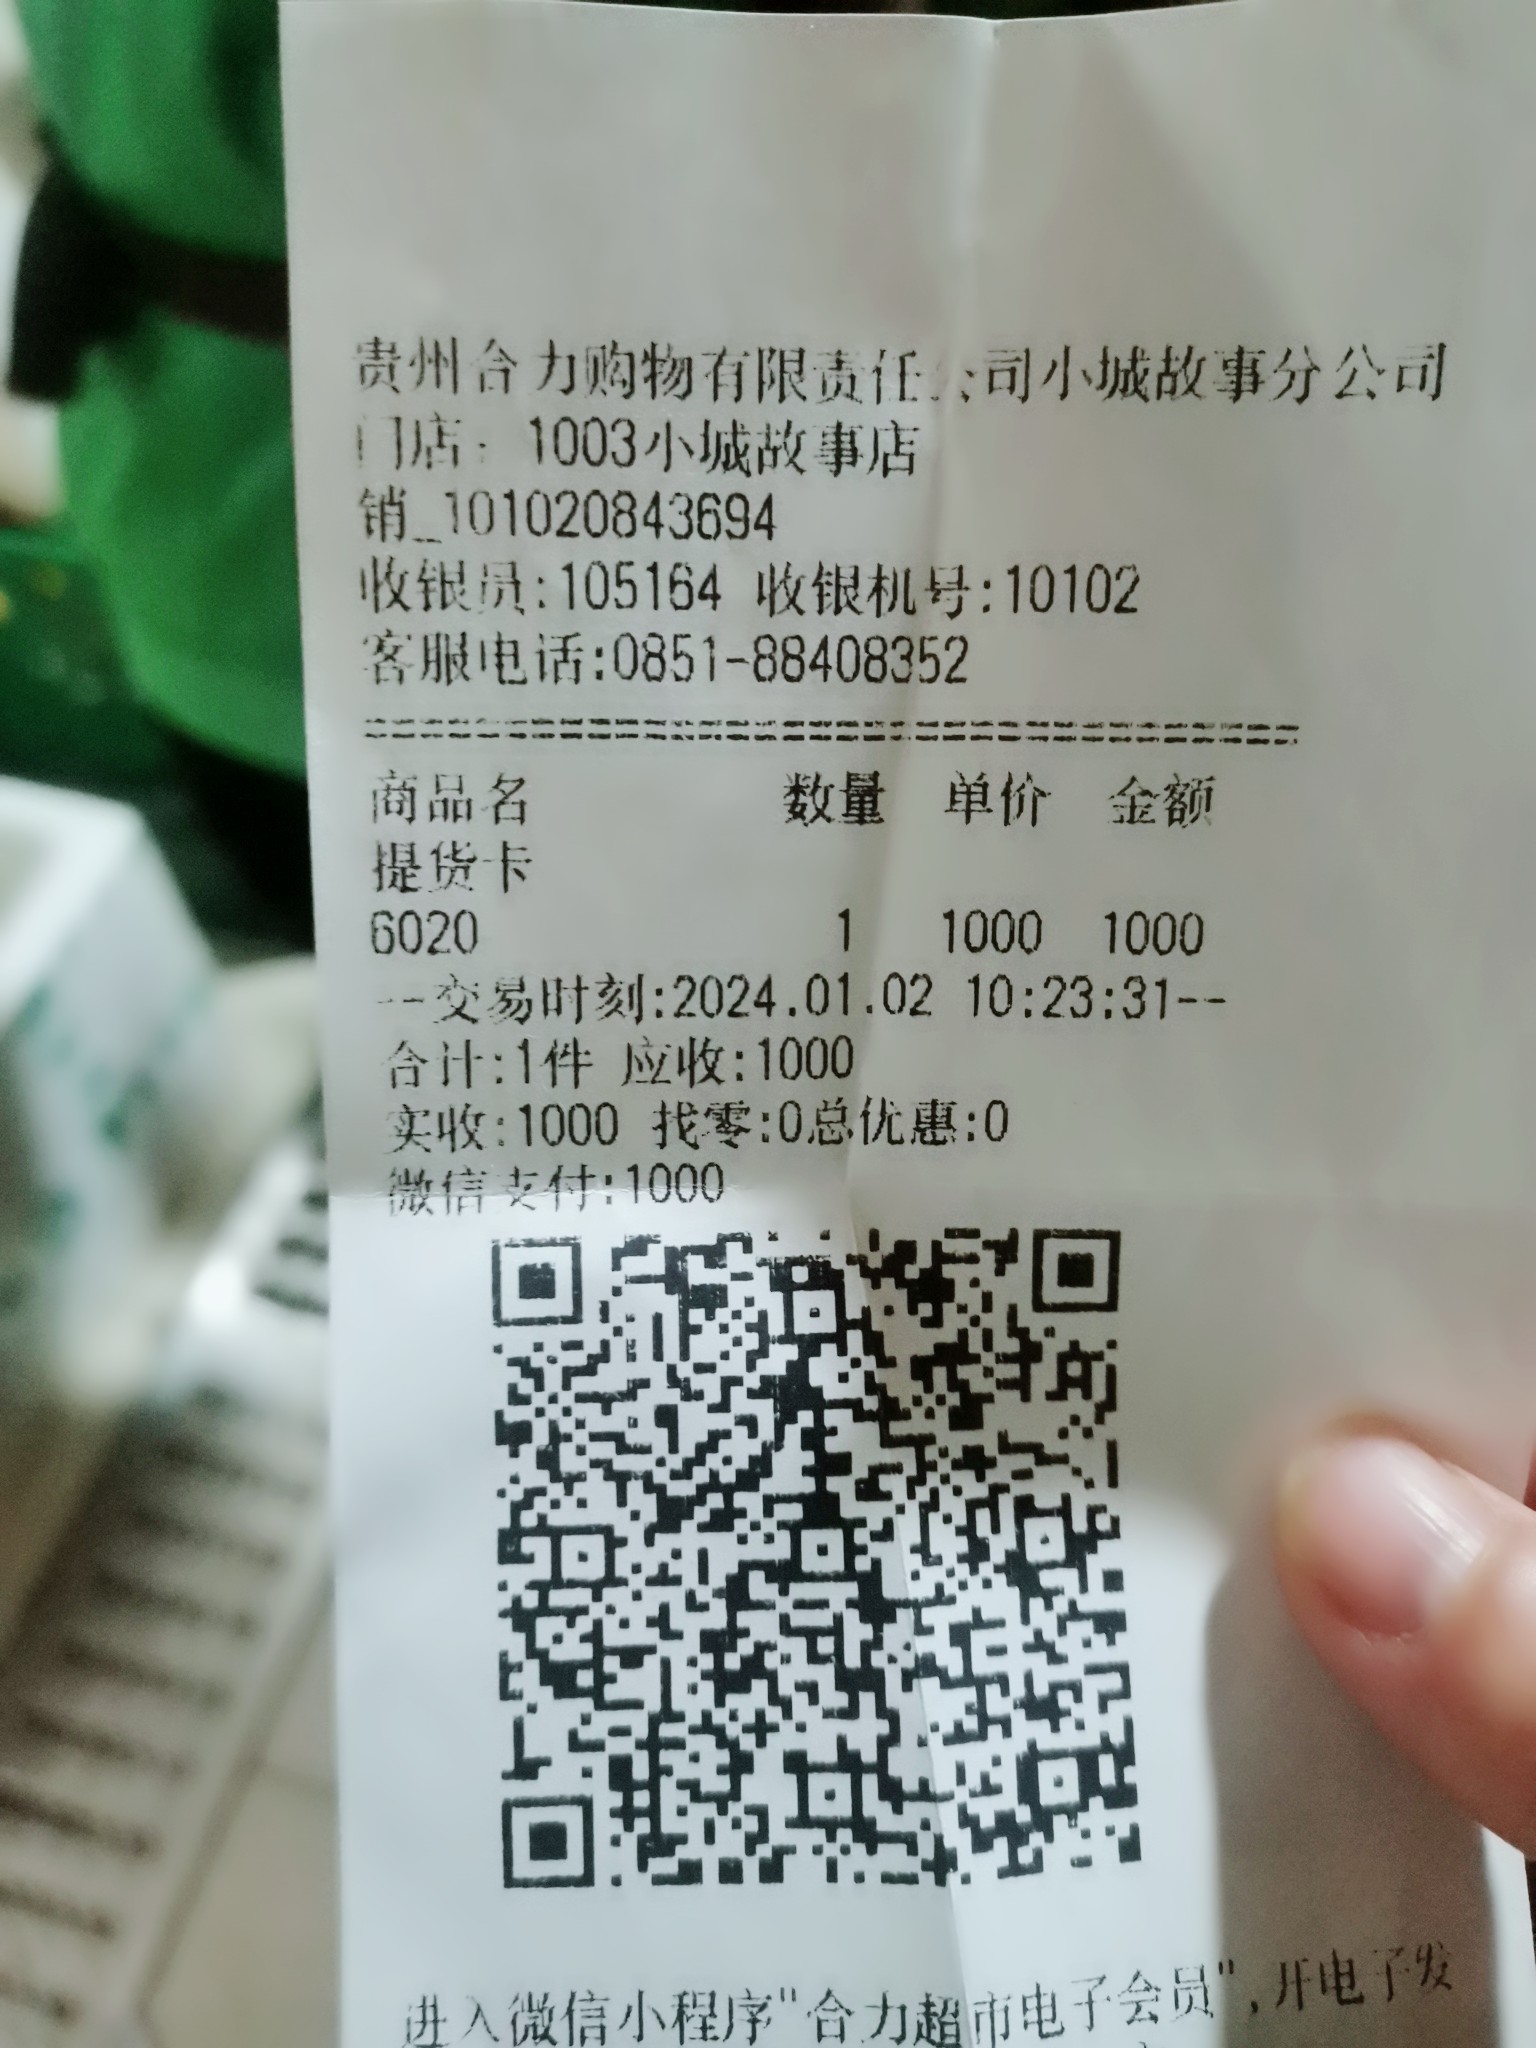 贵州合力购物有限责任公司小城故事分公司
门店: 1003小城故事店
销_101020843694
收银员:105164 收银机号:10102
客服电话:0851-88408352
商品名 数量 单价 金额
提货卡
6020 1 1000 1000
--交易时刻:2024.01.02 10:23:31--
合计:1件 应收:1000
实收:1000 找零:0总优惠:0
微信支付:1000
进入微信小程序"合力超市电子会员",开电子发